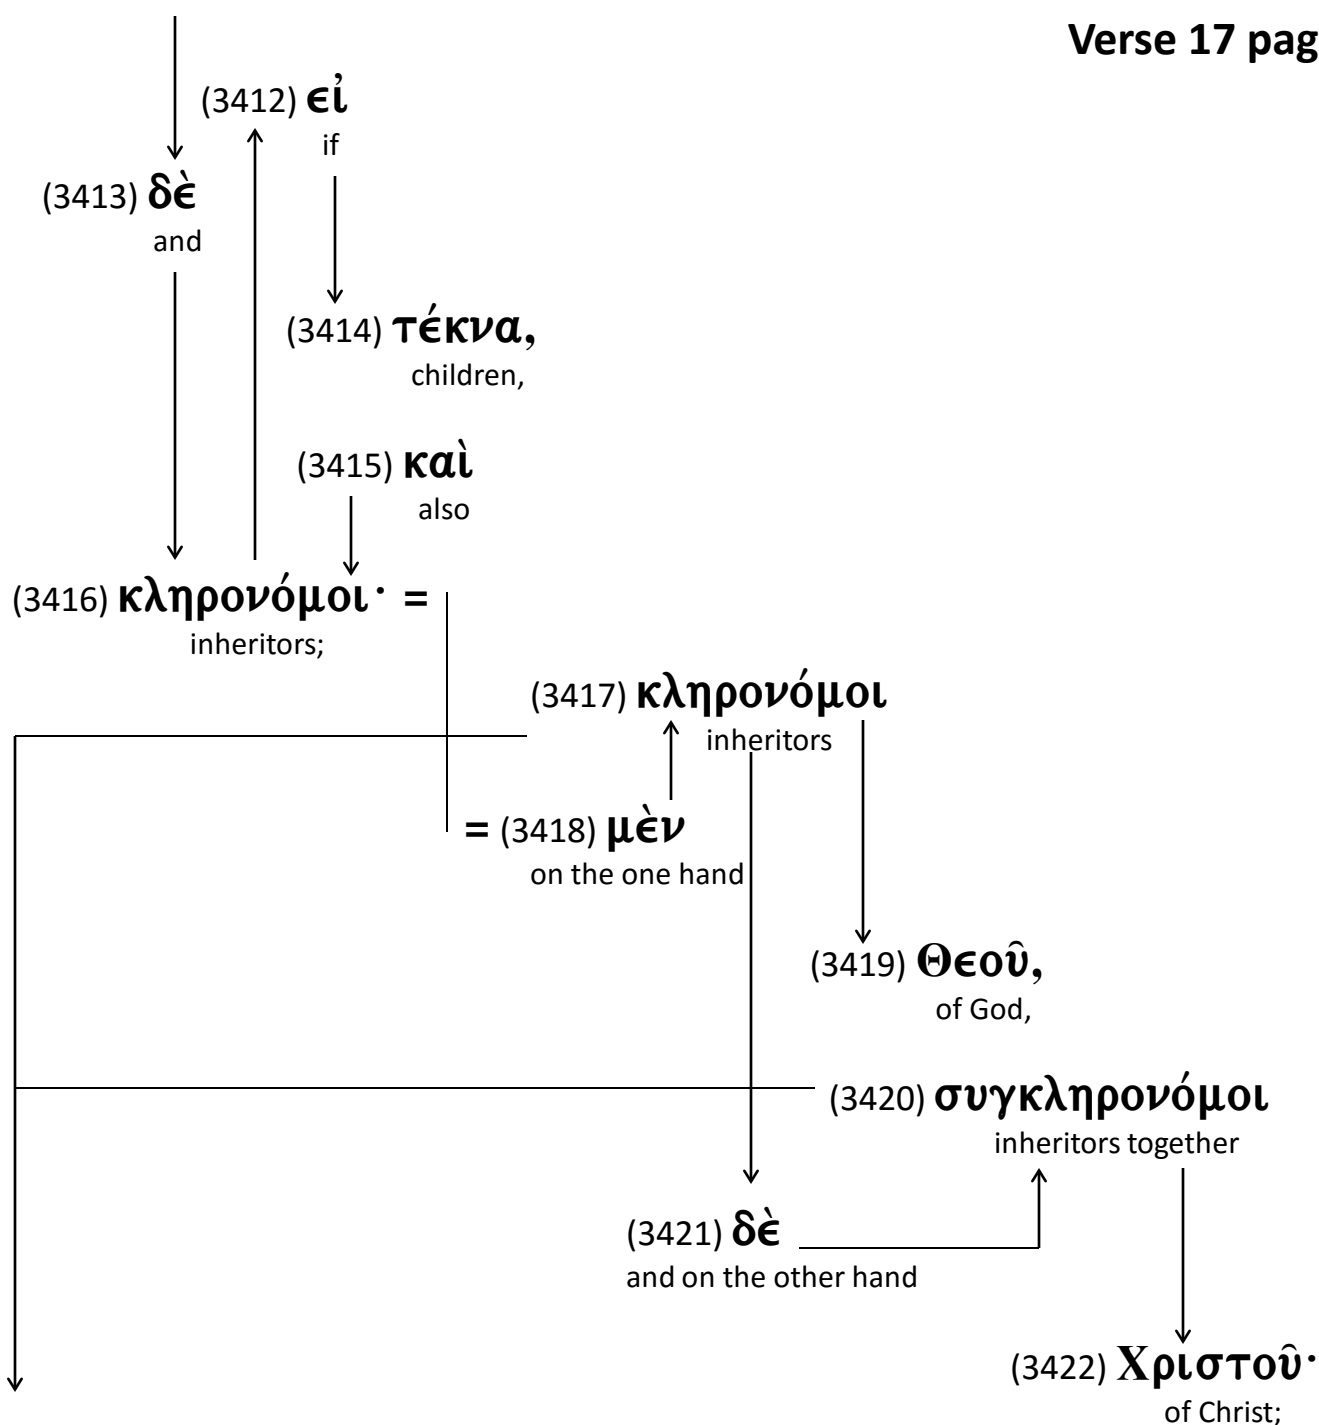 Verse 17 pag
(3412) εἰ
if
(3413) δὲ
and
(3414) τέκνα,
children,
(3415) καὶ
also
(3416) κληρονόμοι· =
inheritors;
(3417) κληρονόμοι
inheritors
= (3418) μὲν
on the one hand
(3419) Θεοῦ,
of God,
(3420) συγκληρονόμοι
inheritors together
(3421) δὲ
and on the other hand
(3422) Χριστοῦ·
of Christ;